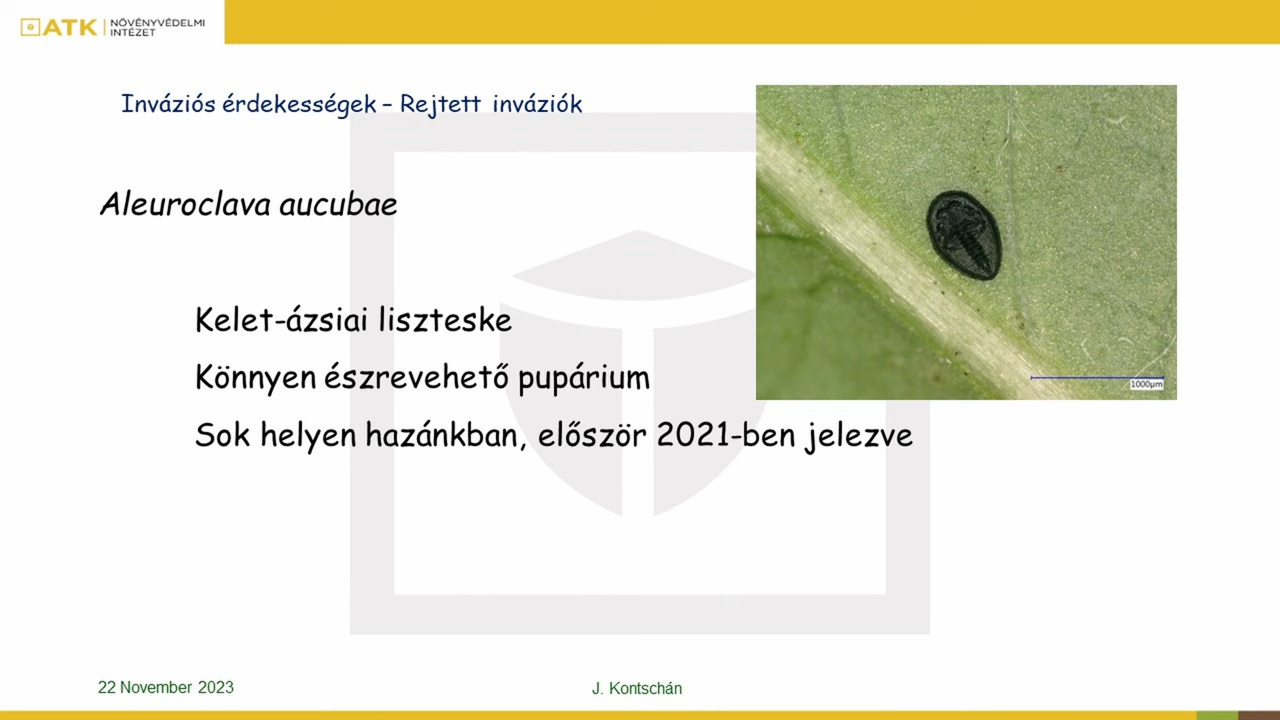 ATK NÖVÉNYVÉDELMI
INTÉZET
Inváziós érdekességek – Rejtett inváziók
Aleuroclava aucubae
Kelet-ázsiai liszteske
Könnyen észrevehető pupárium
Sok helyen hazánkban, először 2021-ben jelezve
1000µm
22 November 2023
J. Kontschán